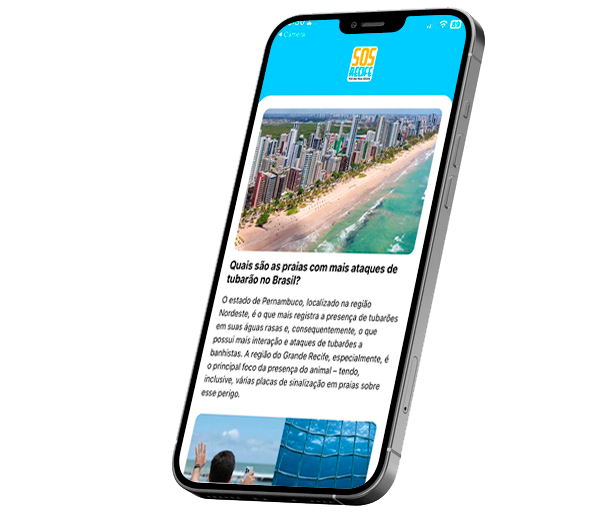 Camera
69
SOS
RECIFE
Quais são as praias com mais ataques de
tubarão no Brasil?
O estado de Pernambuco, localizado na região
Nordeste, é o que mais registra a presença de tubarões
em suas águas rasas e, consequentemente, o que
possui mais interação e ataques de tubarões a
banhistas. A região do Grande Recife, especialmente, é
o principal foco da presença do animal – tendo,
inclusive, várias placas de sinalização em praias sobre
esse perigo.